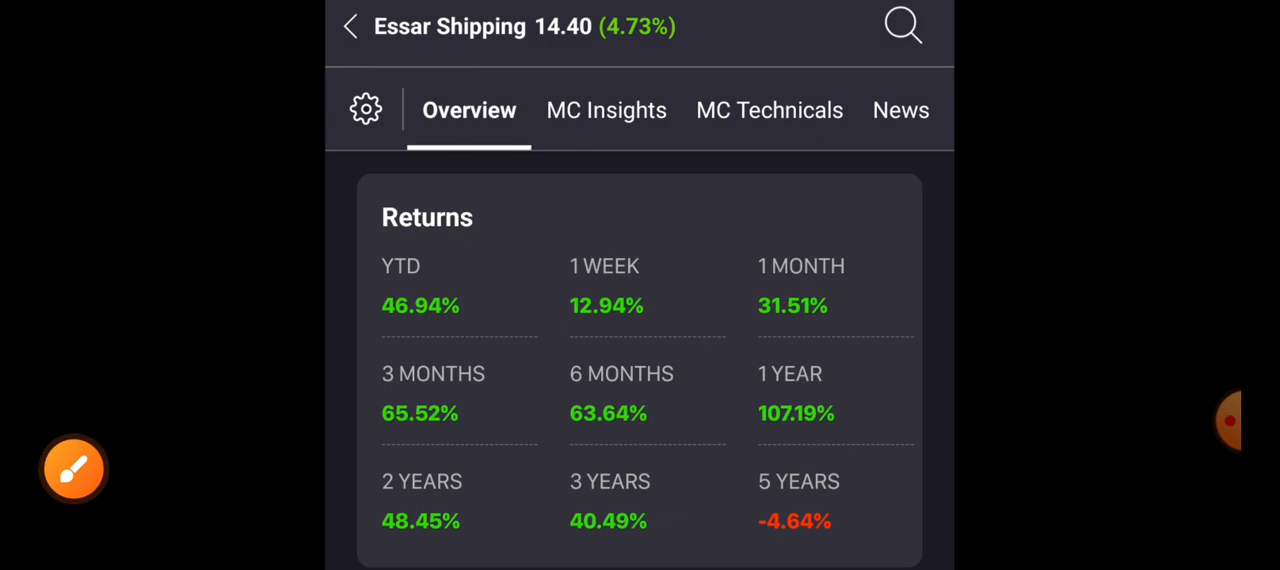 Essar Shipping 14.40 (4.73%)
Overview MC Insights MC Technicals News
Returns
YTD 1 WEEK 1 MONTH
46.94% 12.94% 31.51%
3 MONTHS 6 MONTHS 1 YEAR
65.52% 63.64% 107.19%
2 YEARS 3 YEARS 5 YEARS
48.45% 40.49% -4.64%